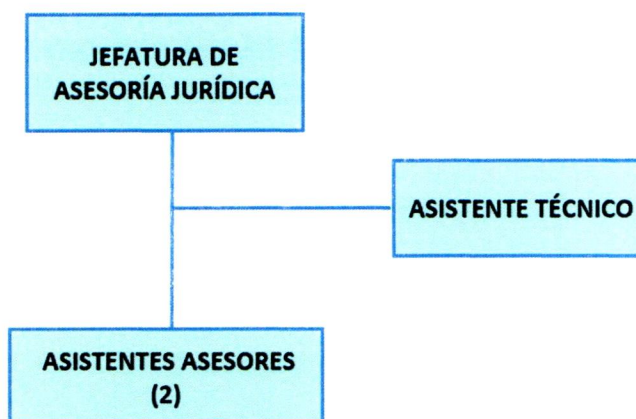 JEFATURA DE
ASESORÍA JURÍDICA
ASISTENTE TÉCNICO
ASISTENTES ASESORES
(2)